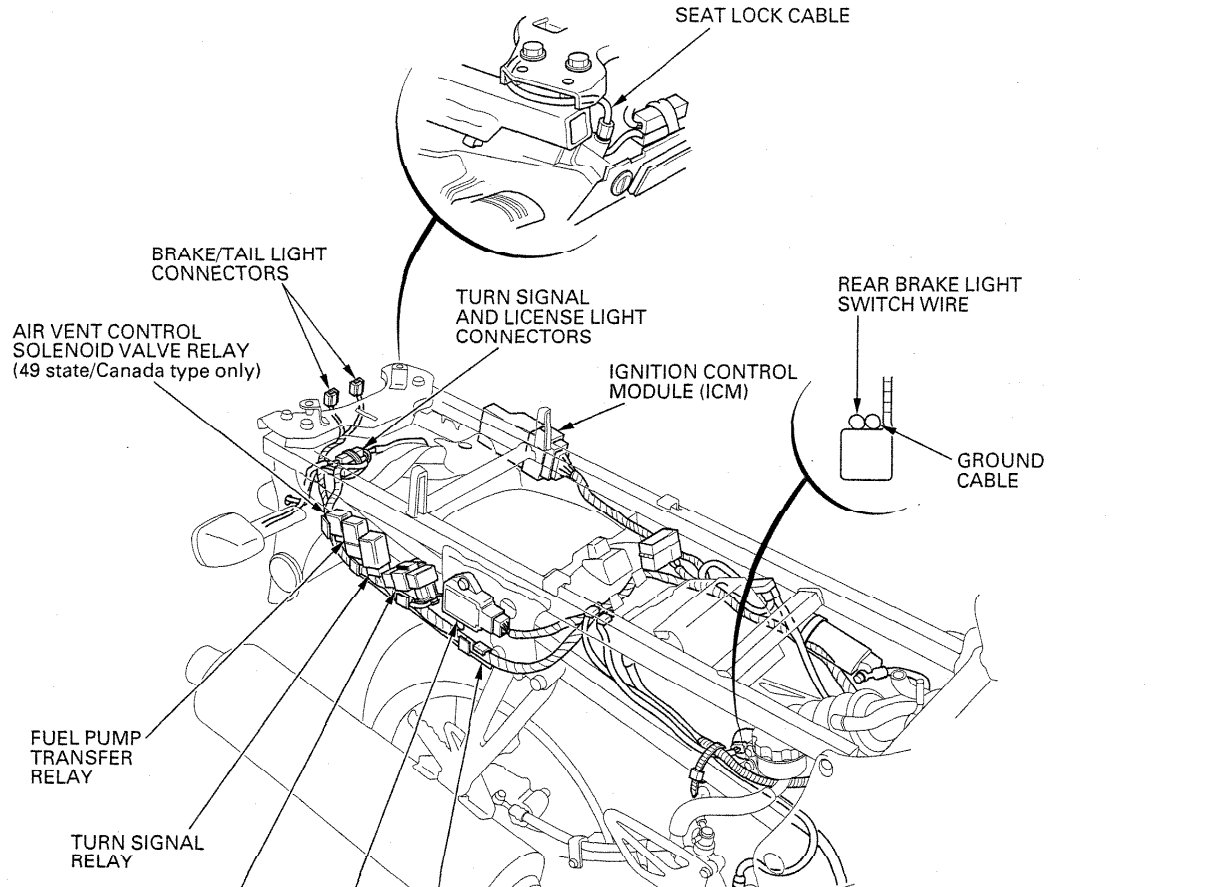 SEAT LOCK CABLE
BRAKE/TAIL LIGHT
CONNECTORS
TURN SIGNAL
AND LICENSE LIGHT
CONNECTORS
REAR BRAKE LIGHT
SWITCH WIRE
AIR VENT CONTROL
SOLENOID VALVE RELAY
(49 state/Canada type only)
IGNITION CONTROL
MODULE (ICM)
GROUND
CABLE
FUEL PUMP
TRANSFER
RELAY
TURN SIGNAL
RELAY